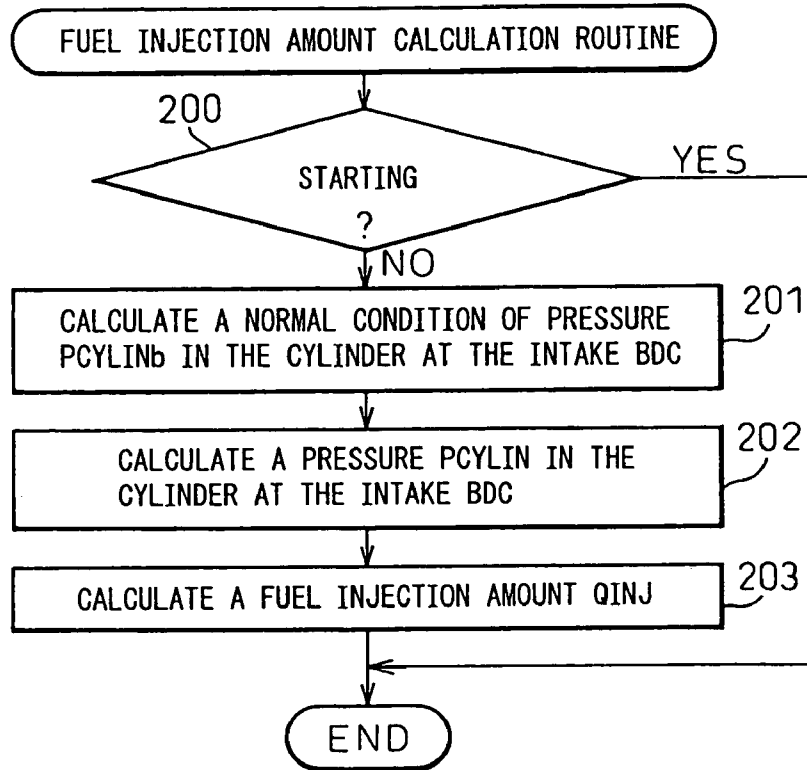 FUEL INJECTION AMOUNT CALCULATION ROUTINE
200
STARTING
?
YES
NO
201
CALCULATE A NORMAL CONDITION OF PRESSURE
PCYLINb IN THE CYLINDER AT THE INTAKE BDC
202
CALCULATE A PRESSURE PCYLIN IN THE
CYLINDER AT THE INTAKE BDC
203
CALCULATE A FUEL INJECTION AMOUNT QINJ
END